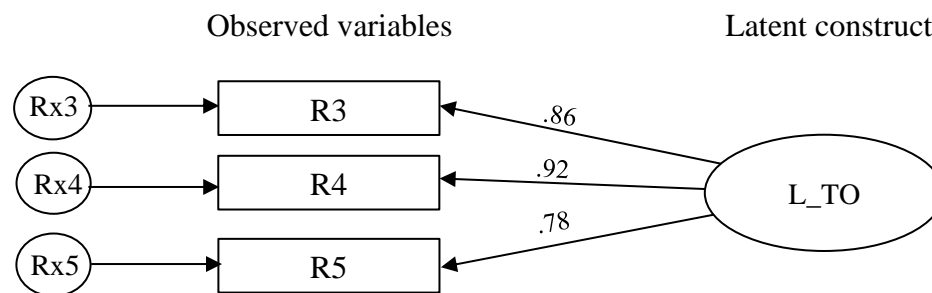 Observed variables Latent construct
Rx3 R3 .86
Rx4 R4 .92 L_TO
Rx5 R5 .78